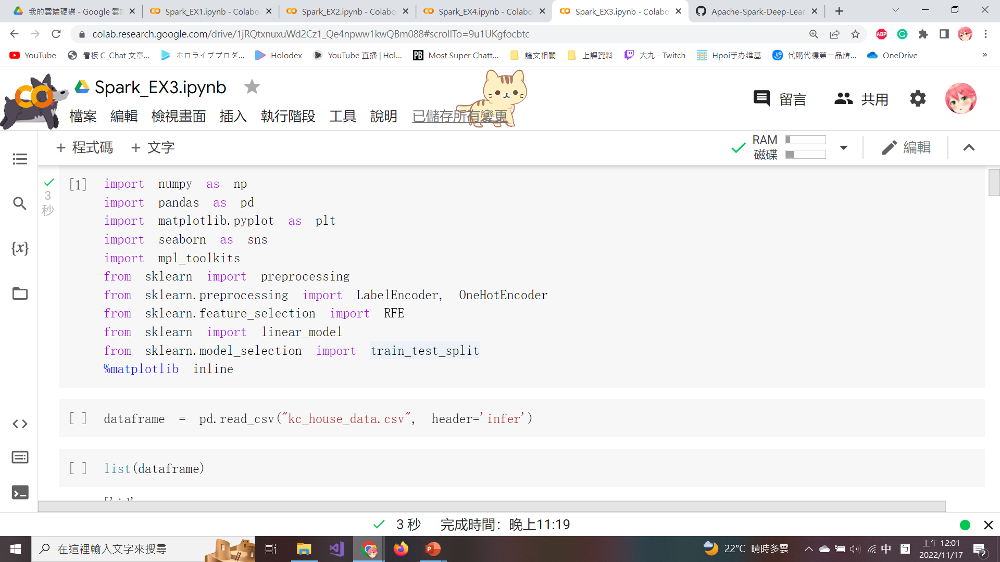 我的雲端硬碟 - Google 雲
Spark_EX1.ipynb - Colabo
Spark_EX2.ipynb - Colabo
Spark_EX4.ipynb - Colabo
Spark_EX3.ipynb - Colabo
Apache-Spark-Deep-Lear
colab.research.google.com/drive/1jRQtxnuxuWd2Cz1_Qe4npww1kwQBm088#scrollTo=9u1UKgfocbtc
ABP
YouTube
看板 C_Chat 文章...
ホロライブプロダ...
Holodex
YouTube 直播 | Hol...
PB
Most Super Chatt...
論文相關
上課資料
大丸 - Twitch
Hpoi手办维基
代購代標第一品牌...
OneDrive
»
Spark_EX3.ipynb
留言
共用
檔案 編輯 檢視畫面 插入 執行階段 工具 說明 已儲存所有變更
+ 程式碼 + 文字
RAM
磁碟
編輯
3
秒
[1]
import numpy as np
import pandas as pd
import matplotlib.pyplot as plt
import seaborn as sns
import mpl_toolkits
from sklearn import preprocessing
from sklearn.preprocessing import LabelEncoder, OneHotEncoder
from sklearn.feature_selection import RFE
from sklearn import linear_model
from sklearn.model_selection import train_test_split
%matplotlib inline
{x}
[ ] dataframe = pd.read_csv("kc_house_data.csv", header='infer')
[ ] list(dataframe)
['id'
3 秒 完成時間：晚上11:19
在這裡輸入文字來搜尋
22°C 晴時多雲
中
上午 12:01
2022/11/17
2